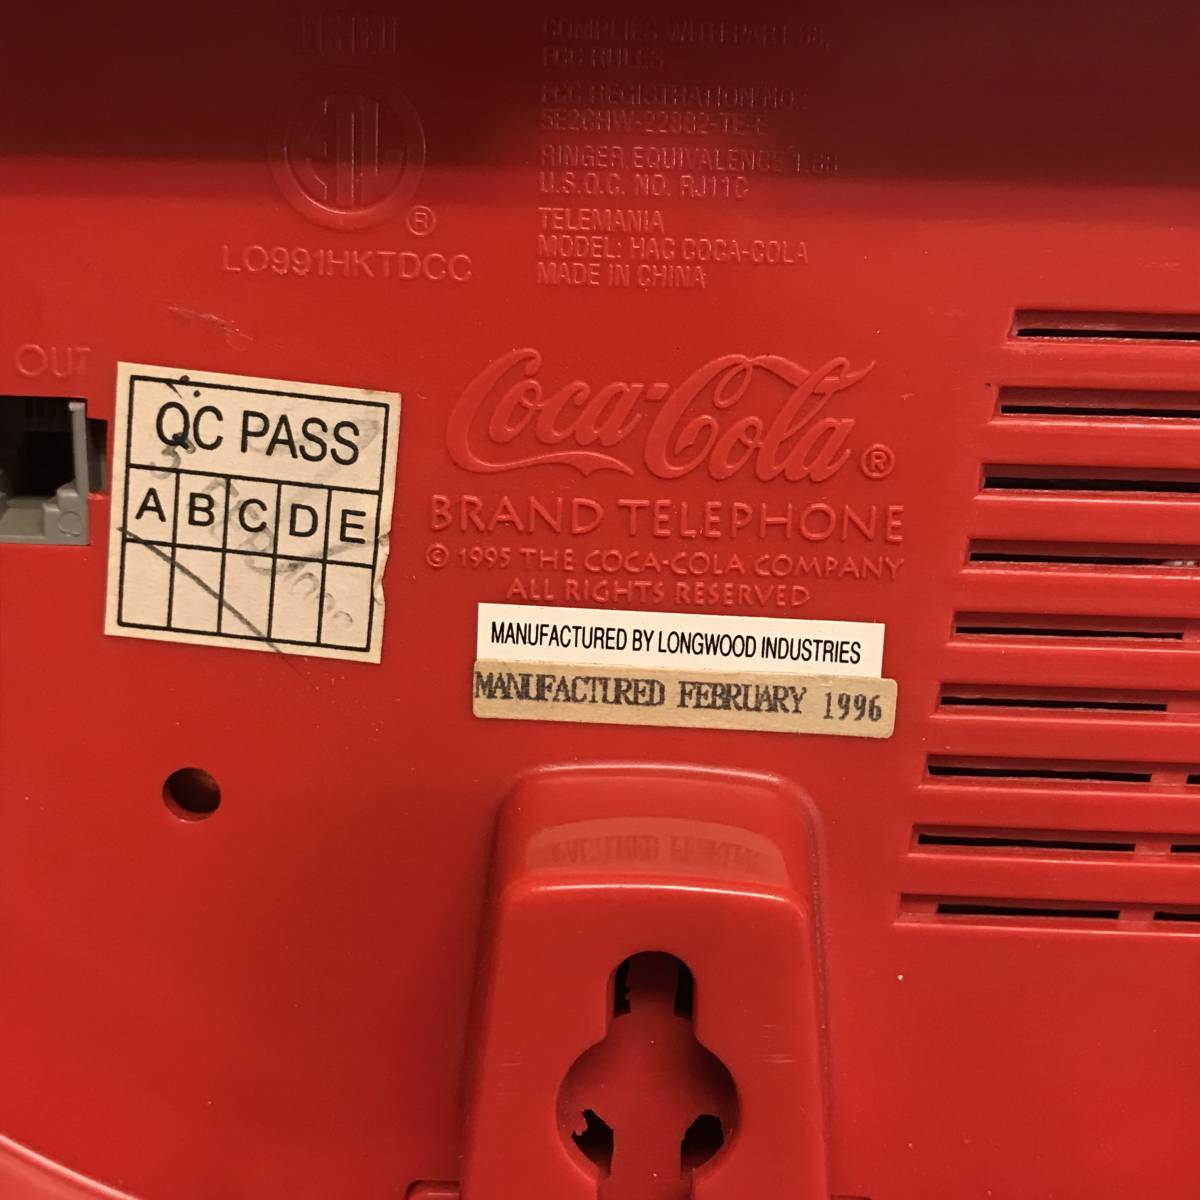 LISTED
COMPLIES WITH PART 68,
FCC RULES
FCC REGISTRATION NO.:
RINGER EQUIVALENCE
U.S.O.C. NO. RJ11C
TELEMANIA
MODEL: HAC COCA-COLA
MADE IN CHINA
®
LO991HKTDCC
OUT
QC PASS
A B C D E
Coca-Cola ®
BRAND TELEPHONE
© 1995 THE COCA-COLA COMPANY
ALL RIGHTS RESERVED
MANUFACTURED BY LONGWOOD INDUSTRIES
MANUFACTURED FEBRUARY 1996